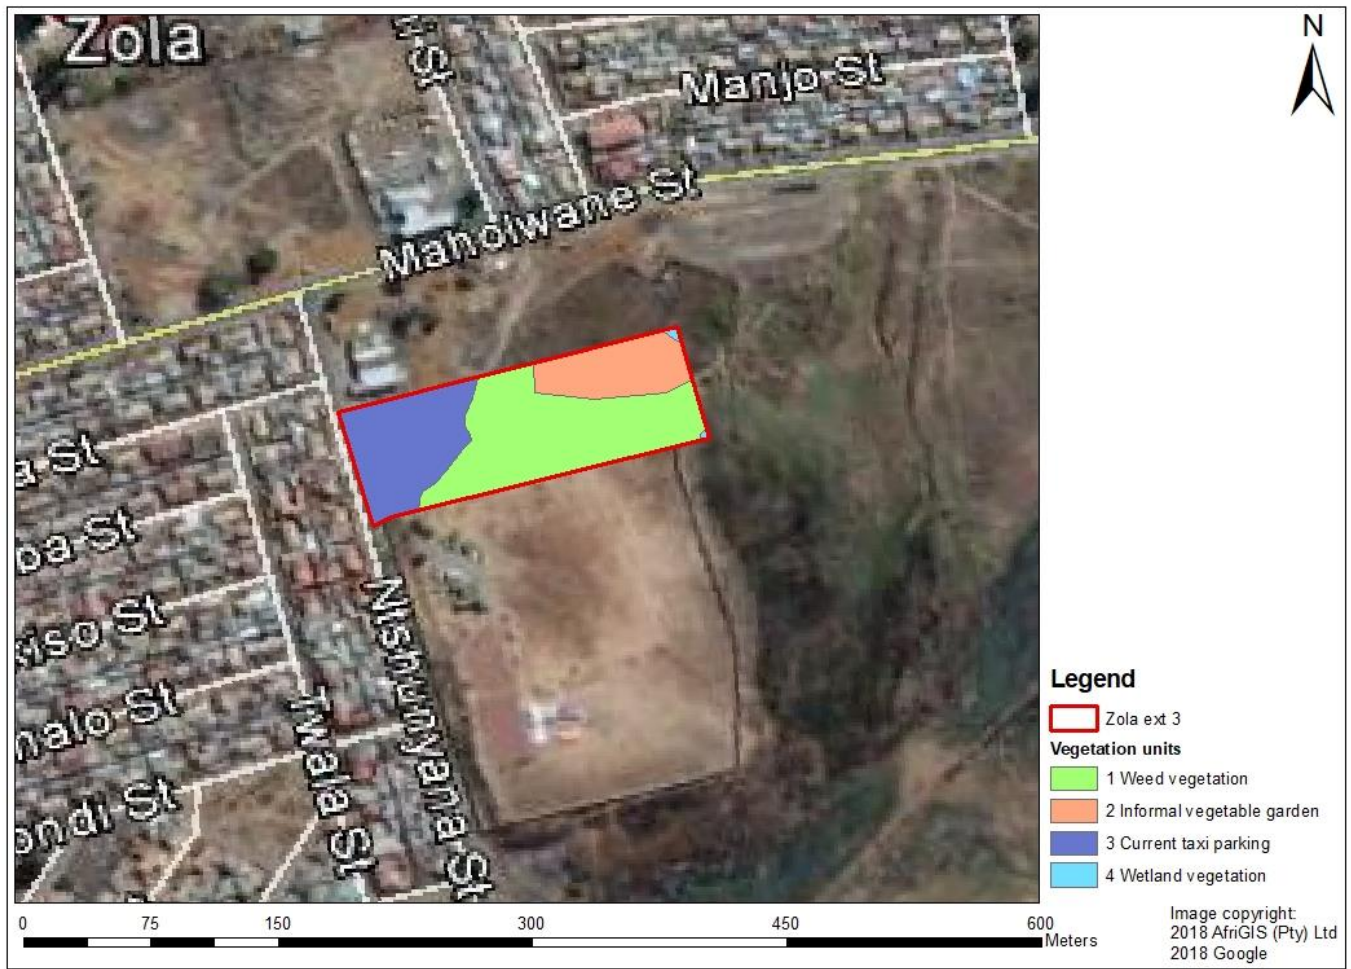 Zola
N
St
Manjo St
Maholwane St
a St
oa St
iso St
Ntshunyana St
nalo St
Twala St
ondi St
Legend
Zola ext 3
Vegetation units
1 Weed vegetation
2 Informal vegetable garden
3 Current taxi parking
4 Wetland vegetation
0 75 150 300 450 600
Meters
Image copyright:
2018 AfriGIS (Pty) Ltd
2018 Google